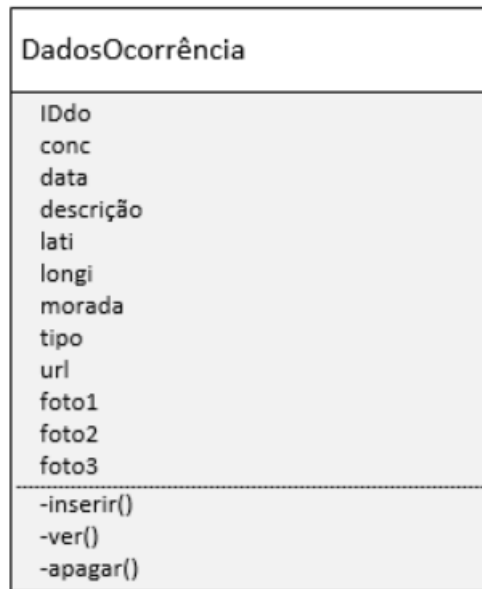 DadosOcorrência
IDdo
conc
data
descrição
lati
longi
morada
tipo
url
foto1
foto2
foto3
-inserir()
-ver()
-apagar()